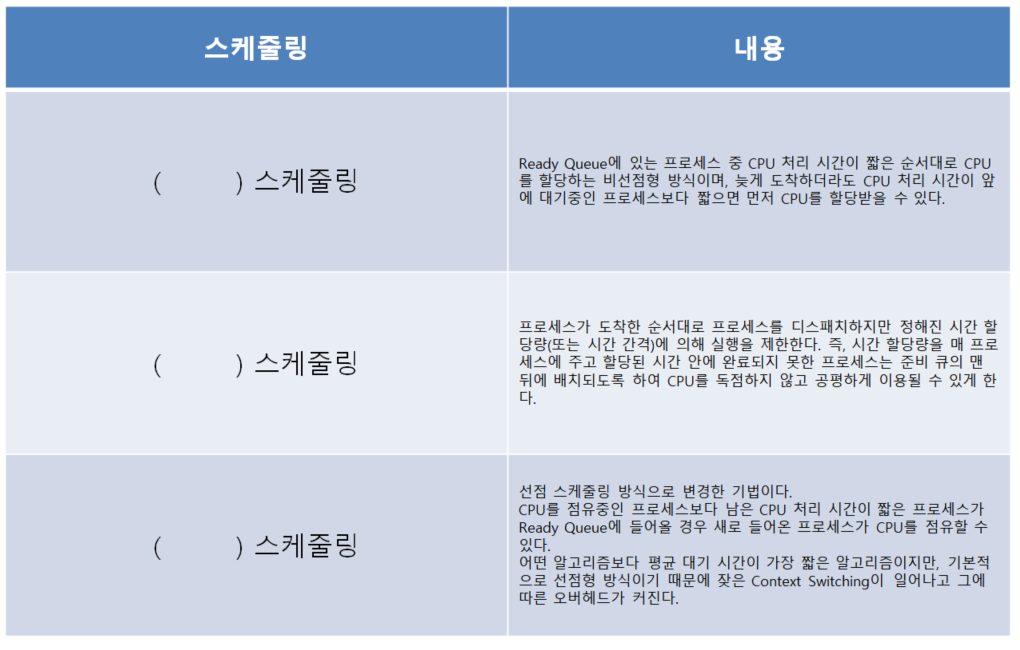 스케줄링
내용
( ) 스케줄링
Ready Queue에 있는 프로세스 중 CPU 처리 시간이 짧은 순서대로 CPU
를 할당하는 비선점형 방식이며, 늦게 도착하더라도 CPU 처리 시간이 앞
에 대기중인 프로세스보다 짧으면 먼저 CPU를 할당받을 수 있다.
( ) 스케줄링
프로세스가 도착한 순서대로 프로세스를 디스패치하지만 정해진 시간 할
당량(또는 시간 간격)에 의해 실행을 제한한다. 즉, 시간 할당량을 매 프로
세스에 주고 할당된 시간 안에 완료되지 못한 프로세스는 준비 큐의 맨
뒤에 배치되도록 하여 CPU를 독점하지 않고 공평하게 이용될 수 있게 한
다.
( ) 스케줄링
선점 스케줄링 방식으로 변경한 기법이다.
CPU를 점유중인 프로세스보다 남은 CPU 처리 시간이 짧은 프로세스가
Ready Queue에 들어올 경우 새로 들어온 프로세스가 CPU를 점유할 수
있다.
어떤 알고리즘보다 평균 대기 시간이 가장 짧은 알고리즘이지만, 기본적
으로 선점형 방식이기 때문에 잦은 Context Switching이 일어나고 그에
따른 오버헤드가 커진다.